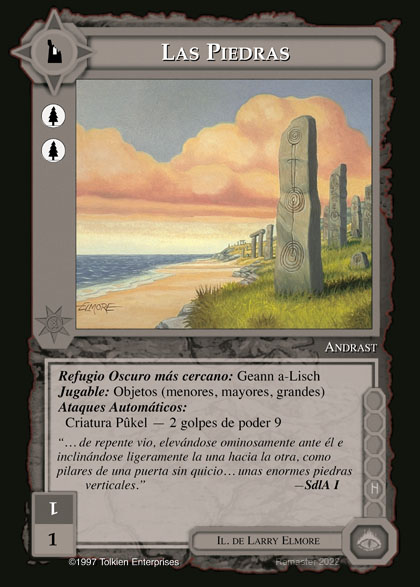 Las Piedras
ELMORE
Andrast
Refugio Oscuro más cercano: Geann a-Lisch
Jugable: Objetos (menores, mayores, grandes)
Ataques Automáticos:
Criatura Pûkel — 2 golpes de poder 9
“… de repente vio, elevándose ominosamente ante él e
inclinándose ligeramente la una hacia la otra, como
pilares de una puerta sin quicio… unas enormes piedras
verticales.” —SdlA I
H
1
1
Il. de Larry Elmore
©1997 Tolkien Enterprises